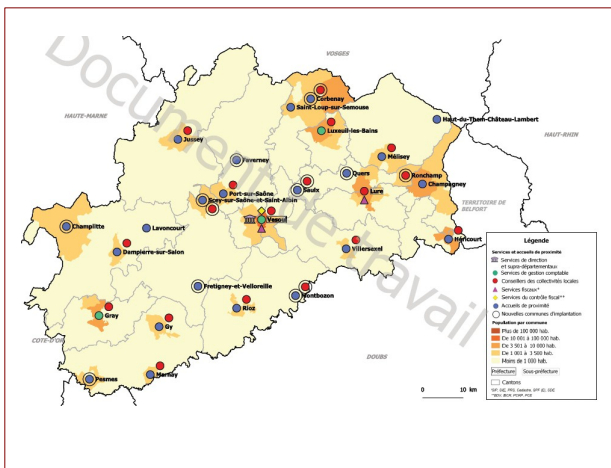 Document de travail
VOSGES
HAUTE-MARNE
HAUT-RHIN
TERRITOIRE
DE BELFORT
DOUBS
CÔTE-D'OR
Corbenay
Saint-Loup-sur-Semouse
Haut-du-Them-Château-Lambert
Luxeuil-les-Bains
Jussey
Mélisey
Faverney
Quers
Ronchamp
Champagney
Saulx
Lure
Port-sur-Saône
Scey-sur-Saône-et-Saint-Albin
Vesoul
Champlitte
Lavoncourt
Héricourt
Dampierre-sur-Salon
Villersexel
Fretigney-et-Velloreille
Montbozon
Rioz
Gray
Gy
Marnay
Pesmes
0 10 km
Légende
Services et accueils de proximité
Services de direction
et supra-départementaux
Services de gestion comptable
Conseillers des collectivités locales
Services fiscaux*
Services du contrôle fiscal**
Accueils de proximité
Nouvelles communes d'implantation
Population par commune
Plus de 100 000 hab.
De 10 001 à 100 000 hab.
De 3 501 à 10 000 hab.
De 1 001 à 3 500 hab.
Moins de 1 000 hab.
Préfecture Sous-préfecture
Cantons